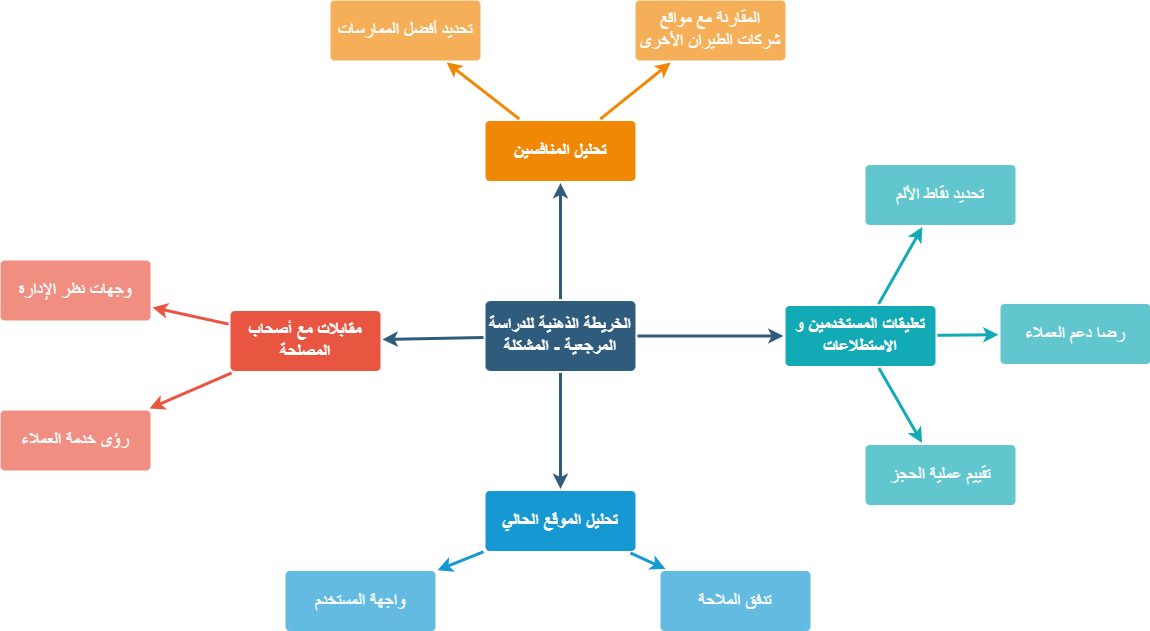 تحديد أفضل الممارسات
المقارنة مع مواقع
شركات الطيران الأخرى
تحليل المنافسين
تحديد نقاط الألم
وجهات نظر الإدارة
مقابلات مع أصحاب
المصلحة
الخريطة الذهنية للدراسة
المرجعية - المشكلة
تعليقات المستخدمين و
الاستطلاعات
رضا دعم العملاء
رؤى خدمة العملاء
تقييم عملية الحجز
تحليل الموقع الحالي
واجهة المستخدم
تدفق الملاحة